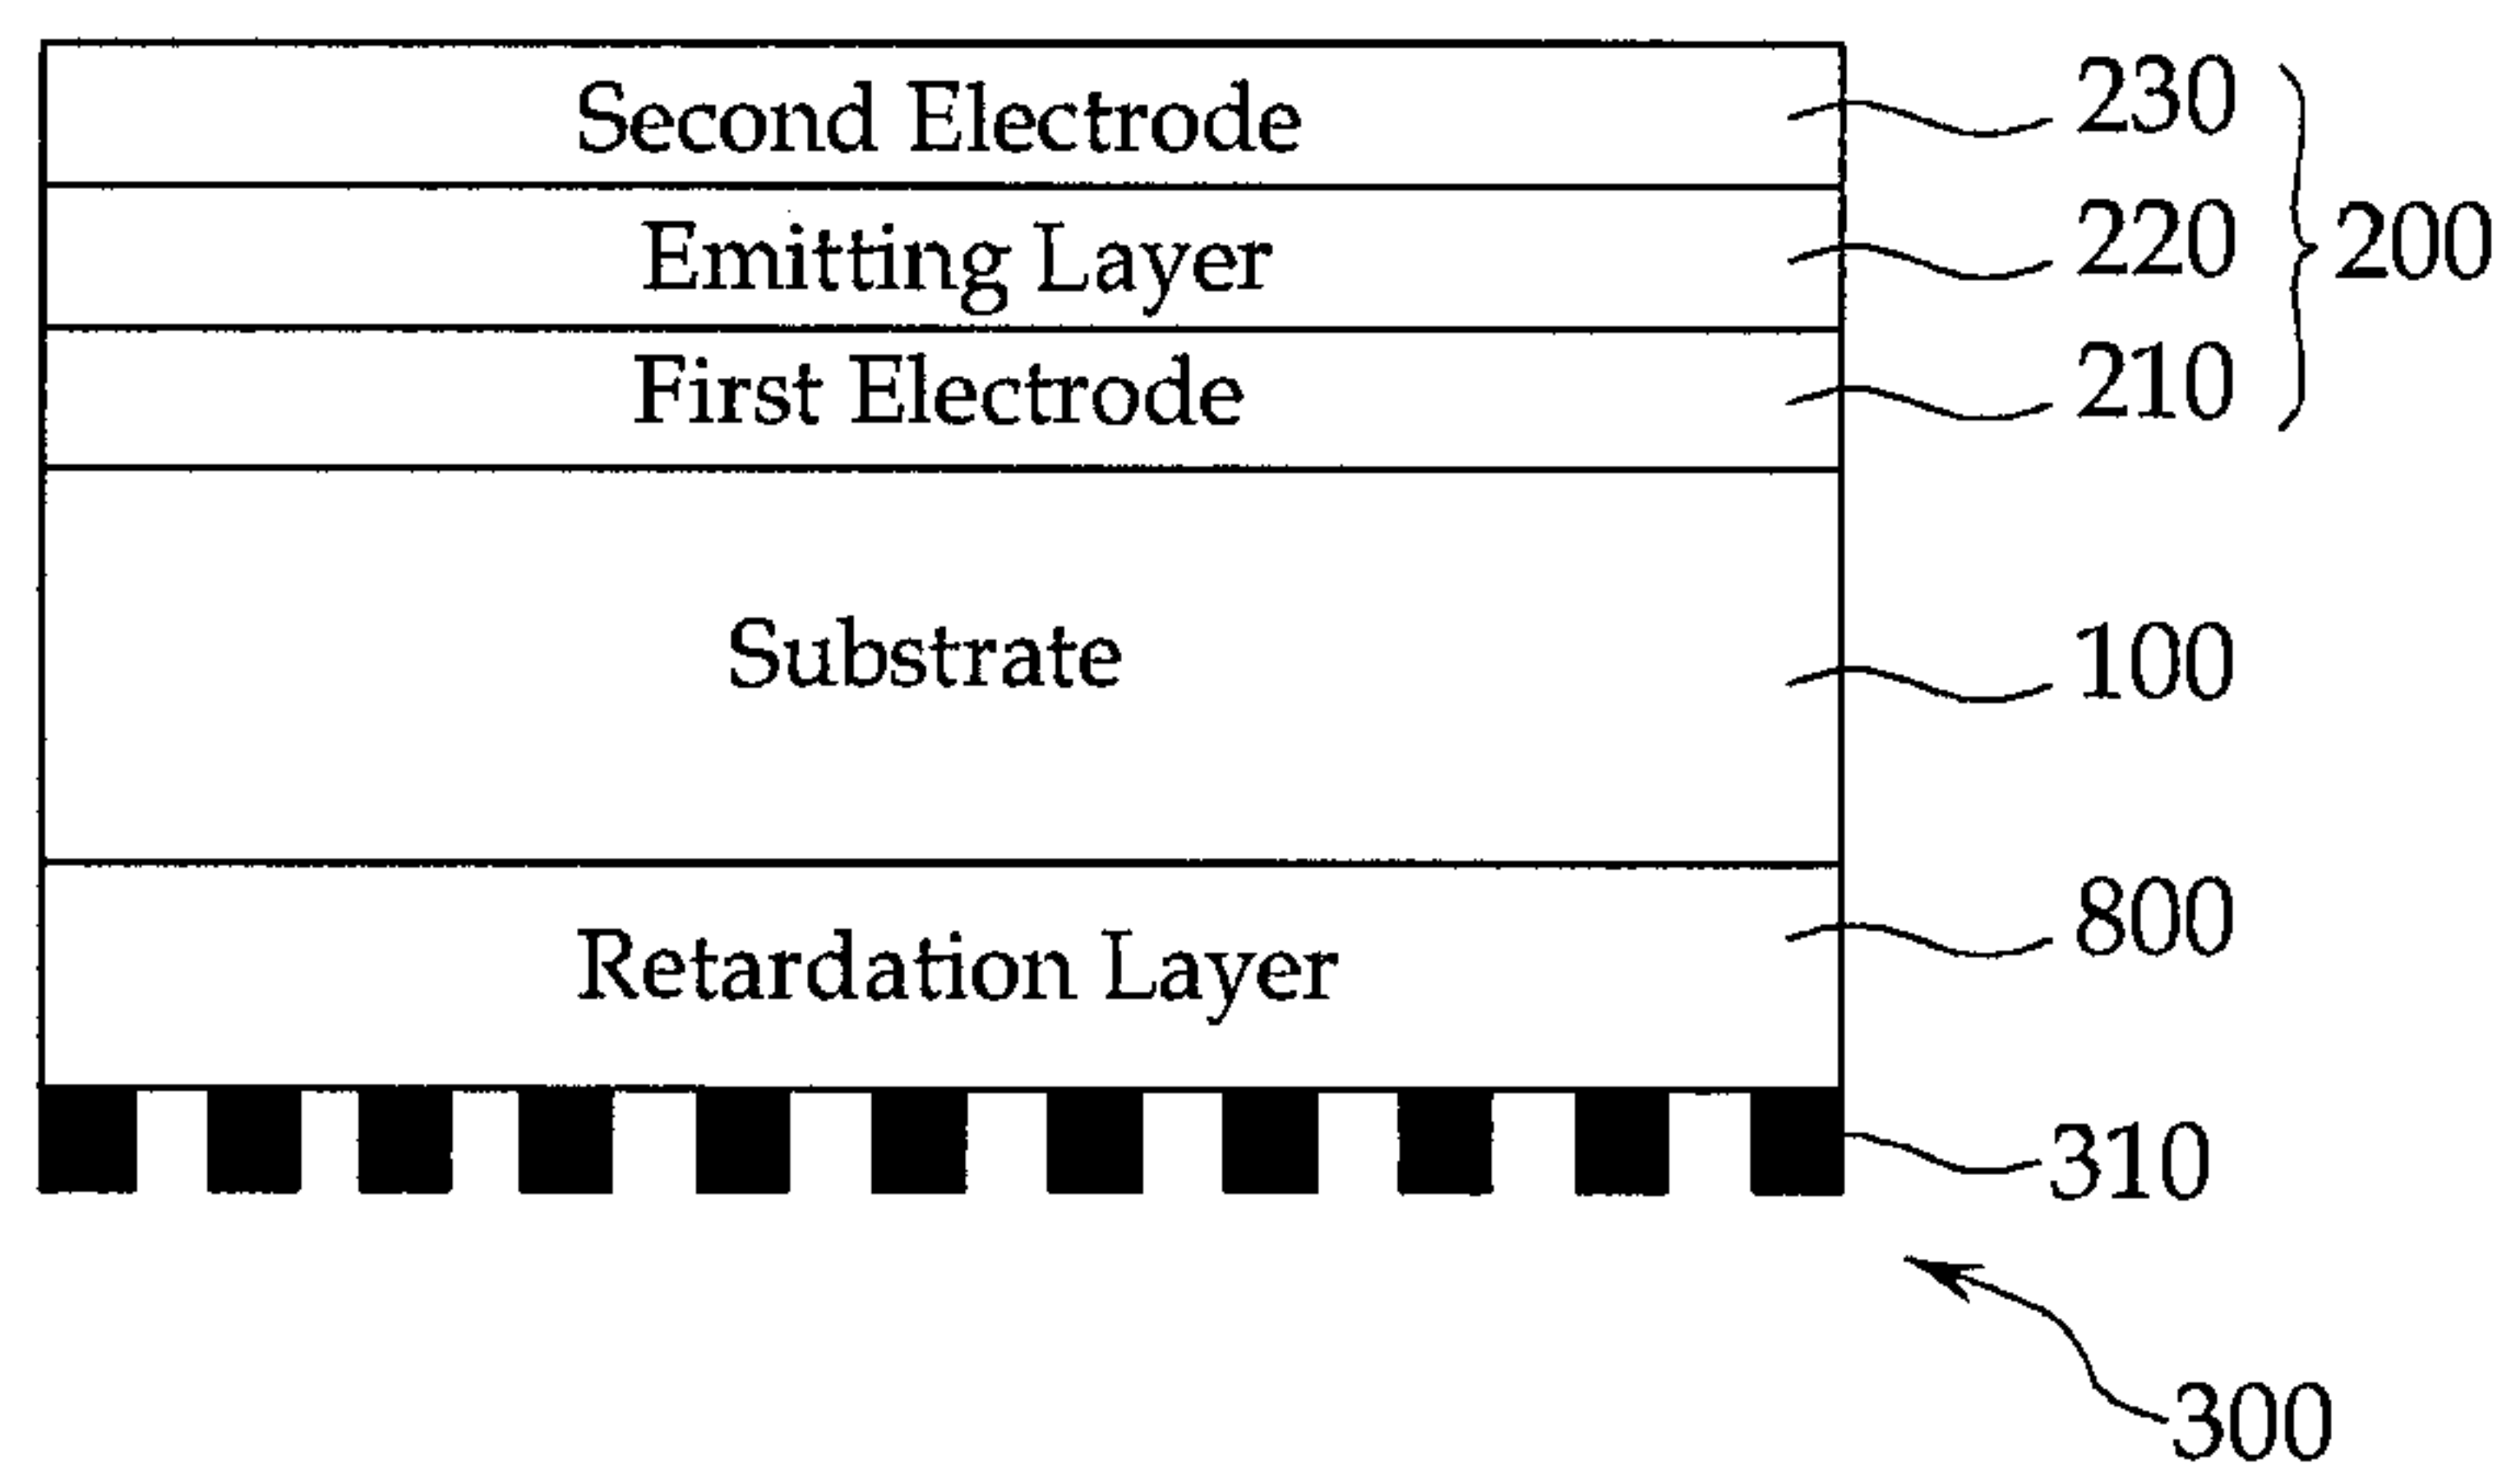 Second Electrode 230
Emitting Layer 220 200
First Electrode 210
Substrate 100
Retardation Layer 800
310
300